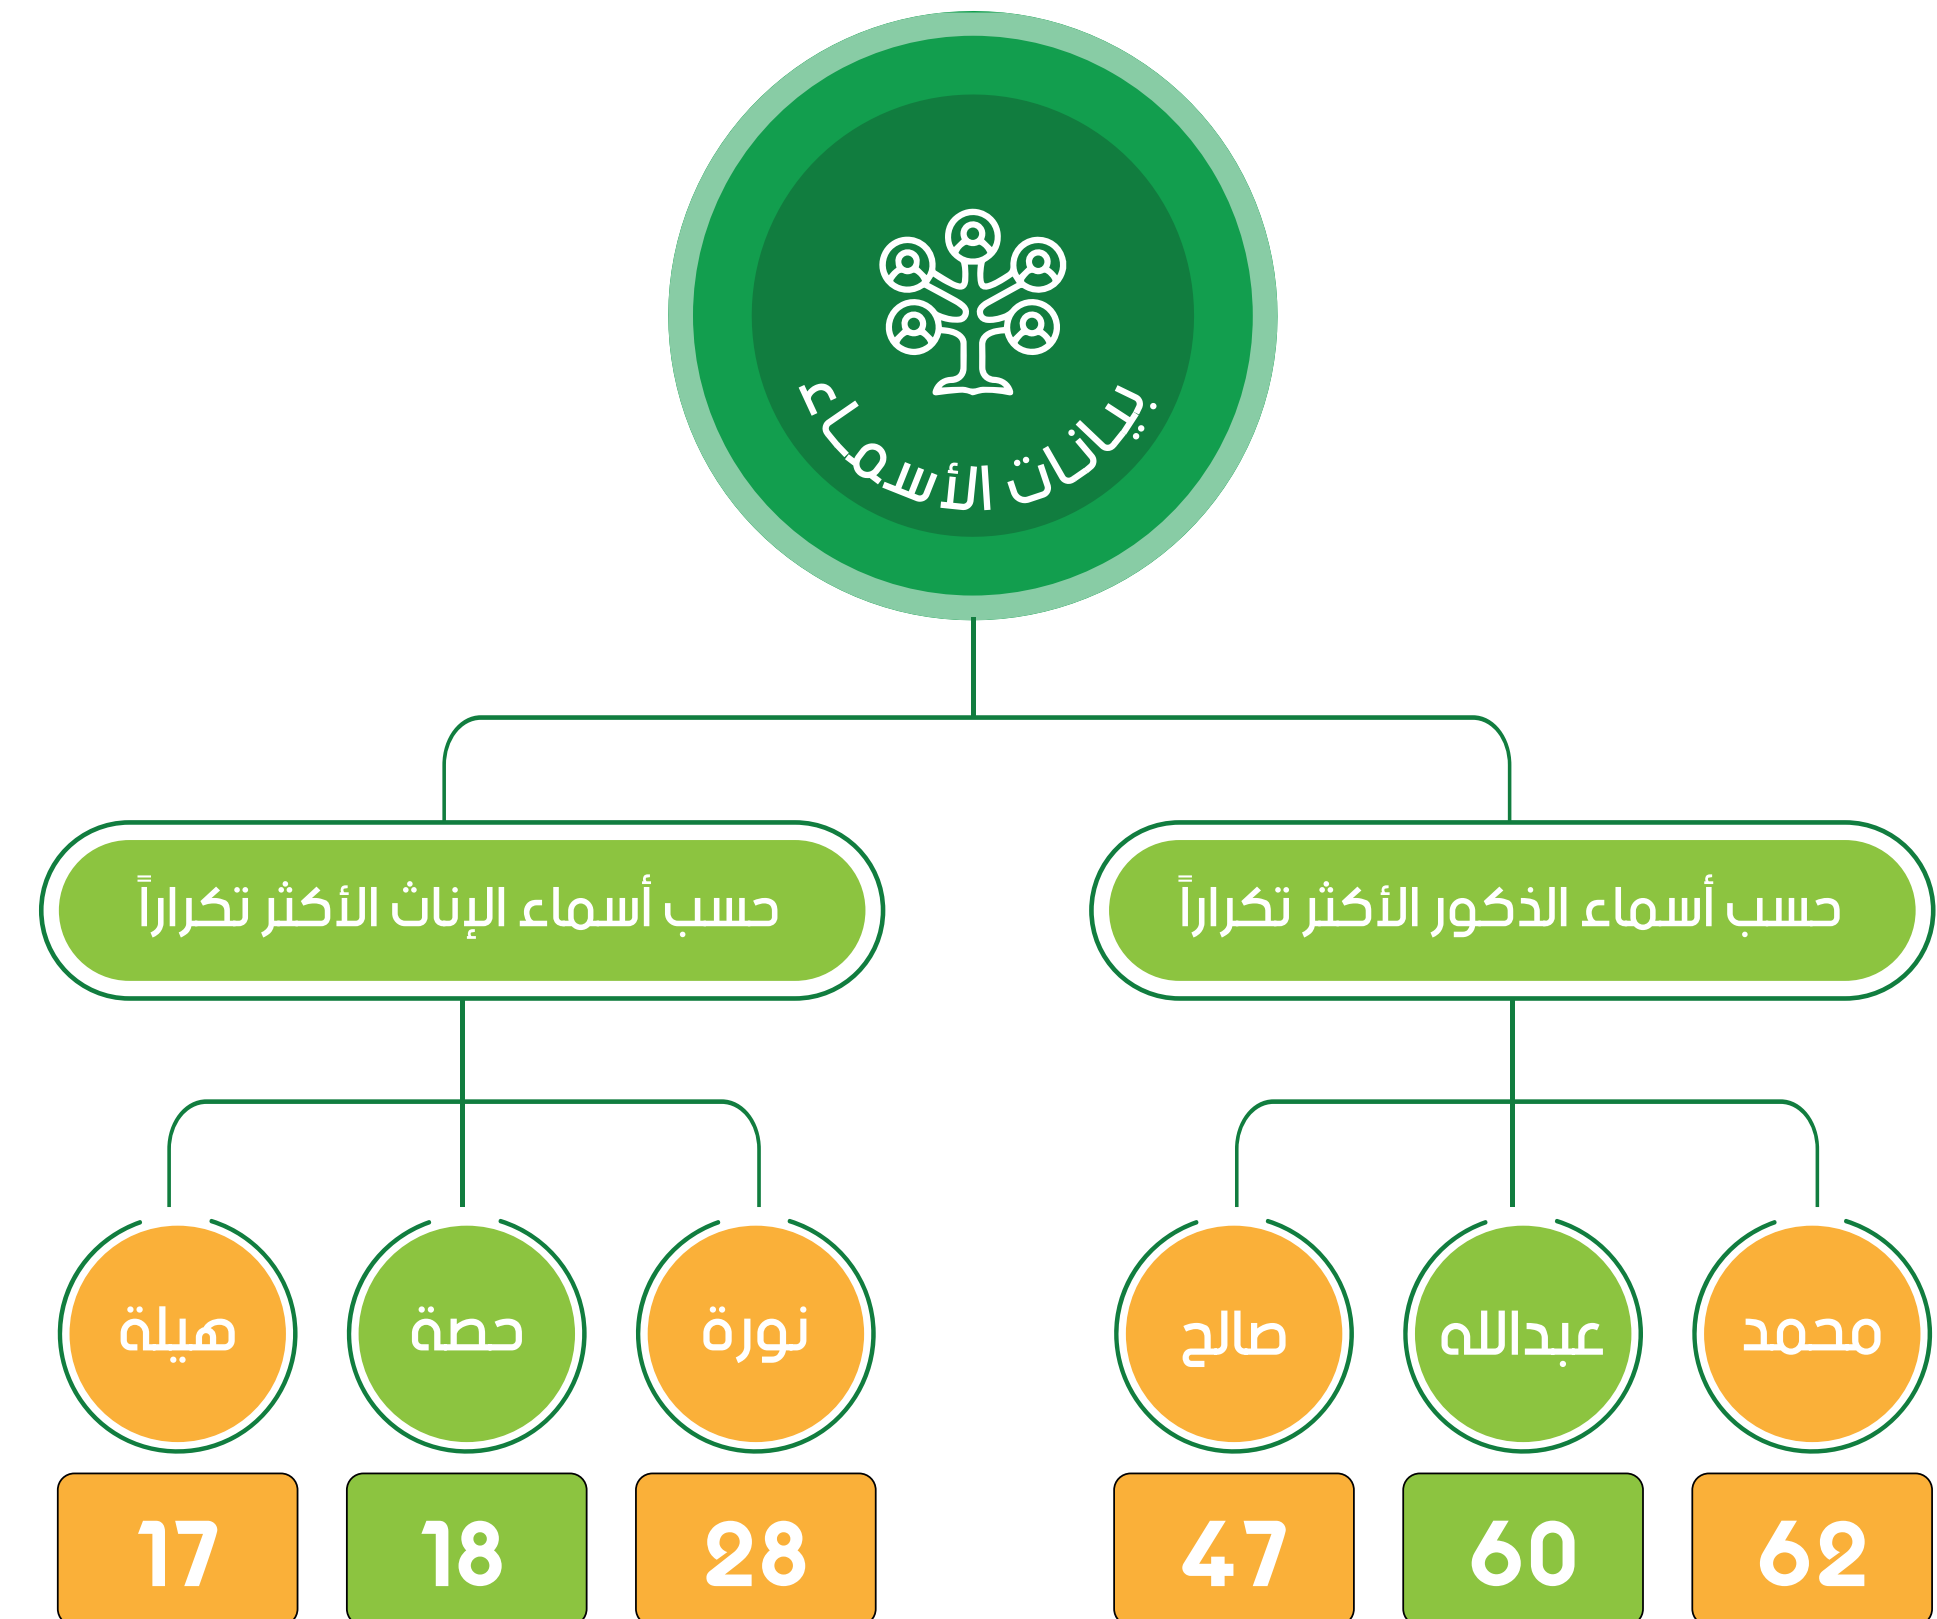 بيانات الأسماء
حسب أسماء الذكور الأكثر تكراراً
حسب أسماء الإناث الأكثر تكراراً
محمد
عبدالله
صالح
نورة
حصة
هيلة
62
60
47
28
18
17